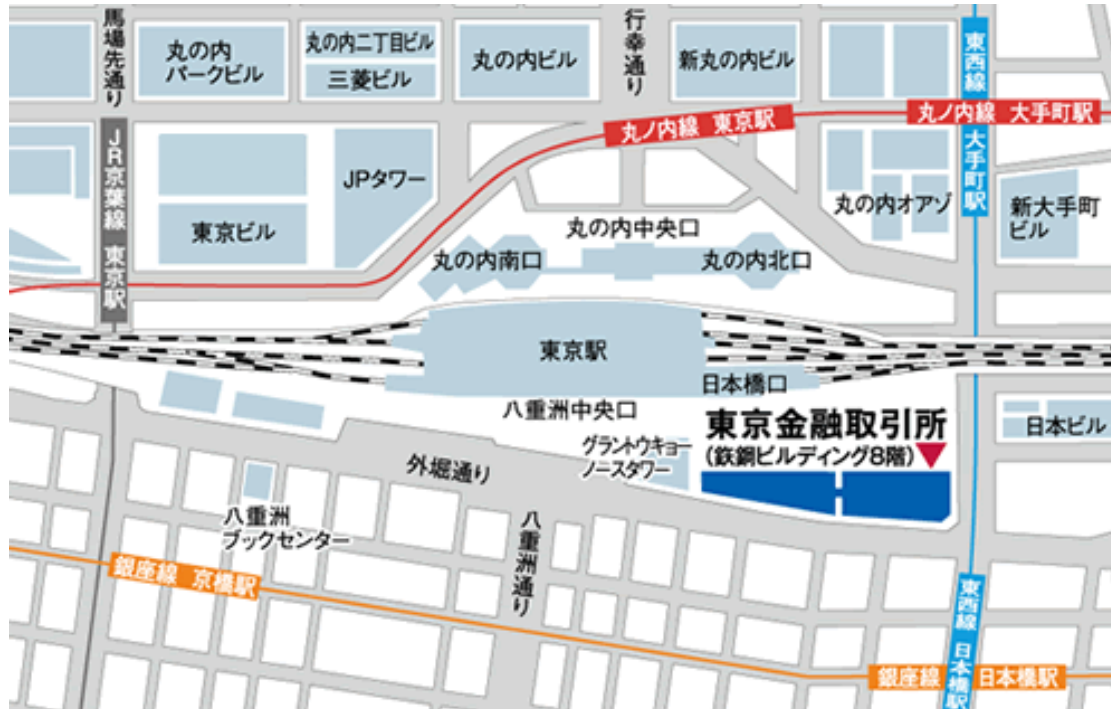 馬場先通り
丸の内
パークビル
丸の内二丁目ビル
三菱ビル
丸の内ビル
行幸通り
新丸の内ビル
東西線 大手町駅
丸ノ内線 東京駅
丸ノ内線 大手町駅
JR京葉線 東京駅
JPタワー
東京ビル
丸の内オアゾ
新大手町
ビル
丸の内中央口
丸の内南口
丸の内北口
東京駅
日本橋口
八重洲中央口
東京金融取引所
(鉄鋼ビルディング8階)
グラントウキョー
ノースタワー
日本ビル
外堀通り
八重洲
ブックセンター
八重洲通り
銀座線 京橋駅
東西線 日本橋駅
銀座線 日本橋駅